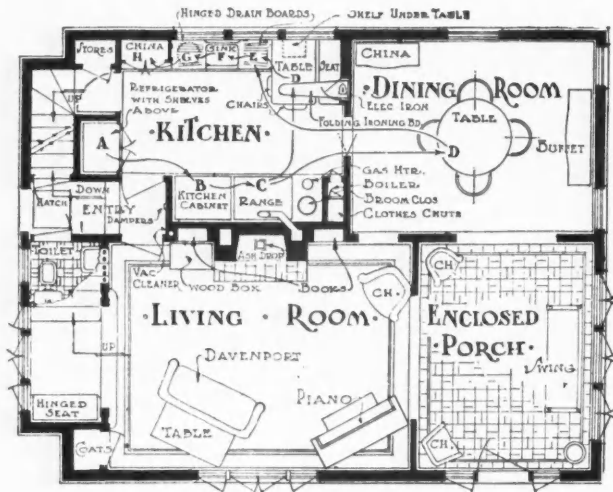 HINGED DRAIN BOARDS
SHELF UNDER TABLE
STORES
CHINA
H
G
SINK
F
E
TABLE
D
SEAT
CHINA
REFRIGERATOR
WITH SHELVES
ABOVE
CHAIRS
UP
·KITCHEN·
·DINING ROOM
ELEC IRON
FOLDING IRONING BD.
TABLE
D
BUFFET
A
B
KITCHEN
CABINET
C
RANGE
GAS HTR.
BOILER
BROOM CLOS
CLOTHES CHUTE
HATCH
DOWN
ENTRY
DAMPERS
TOILET
VAC
CLEANER
WOOD BOX
ASH DROP
BOOKS
CH.
CH
·LIVING · ROOM·
ENCLOSED
·PORCH·
UP
DAVENPORT
PIANO
SWING
HINGED
SEAT
TABLE
COATS
CH.